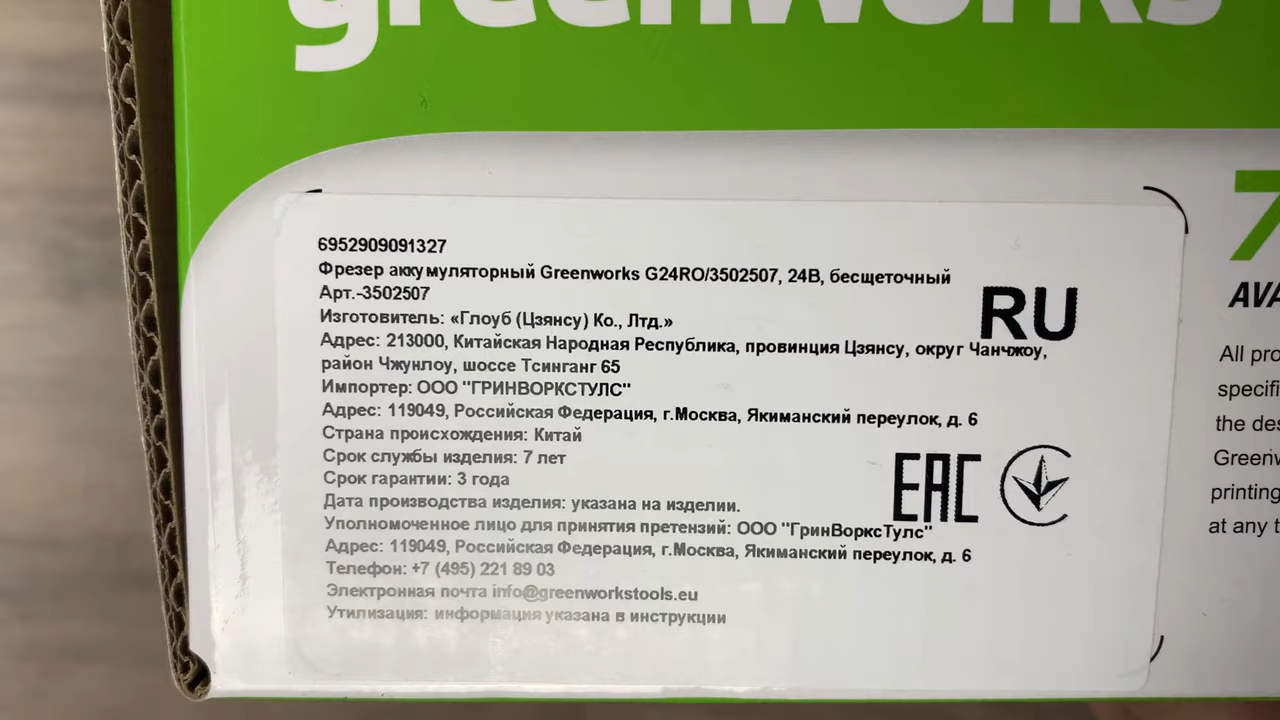 greenworks
6952909091327
Фрезер аккумуляторный Greenworks G24RO/3502507, 24В, бесщеточный
Арт.-3502507
RU
Изготовитель: «Глоуб (Цзянсу) Ко., Лтд.»
Адрес: 213000, Китайская Народная Республика, провинция Цзянсу, округ Чанчжоу,
район Чжунлоу, шоссе Тсинганг 65
Импортер: ООО "ГРИНВОРКСТУЛС"
Адрес: 119049, Российская Федерация, г.Москва, Якиманский переулок, д. 6
Страна происхождения: Китай
Срок службы изделия: 7 лет
Срок гарантии: 3 года
EAC
Дата производства изделия: указана на изделии.
Уполномоченное лицо для принятия претензий: ООО "ГринВорксТулс"
Адрес: 119049, Российская Федерация, г.Москва, Якиманский переулок, д. 6
Телефон: +7 (495) 221 89 03
Электронная почта info@greenworkstools.eu
Утилизация: информация указана в инструкции
7
All
the
printing
at any